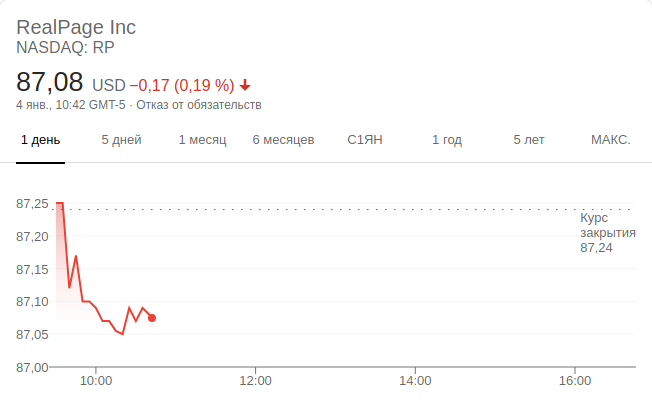 RealPage Inc
NASDAQ: RP
87,08 USD −0,17 (0,19 %)
4 янв., 10:42 GMT-5 · Отказ от обязательств
1 день 5 дней 1 месяц 6 месяцев С1ЯН 1 год 5 лет МАКС.
87,25
Курс
закрытия
87,24
87,20
87,15
87,10
87,05
87,00
10:00 12:00 14:00 16:00